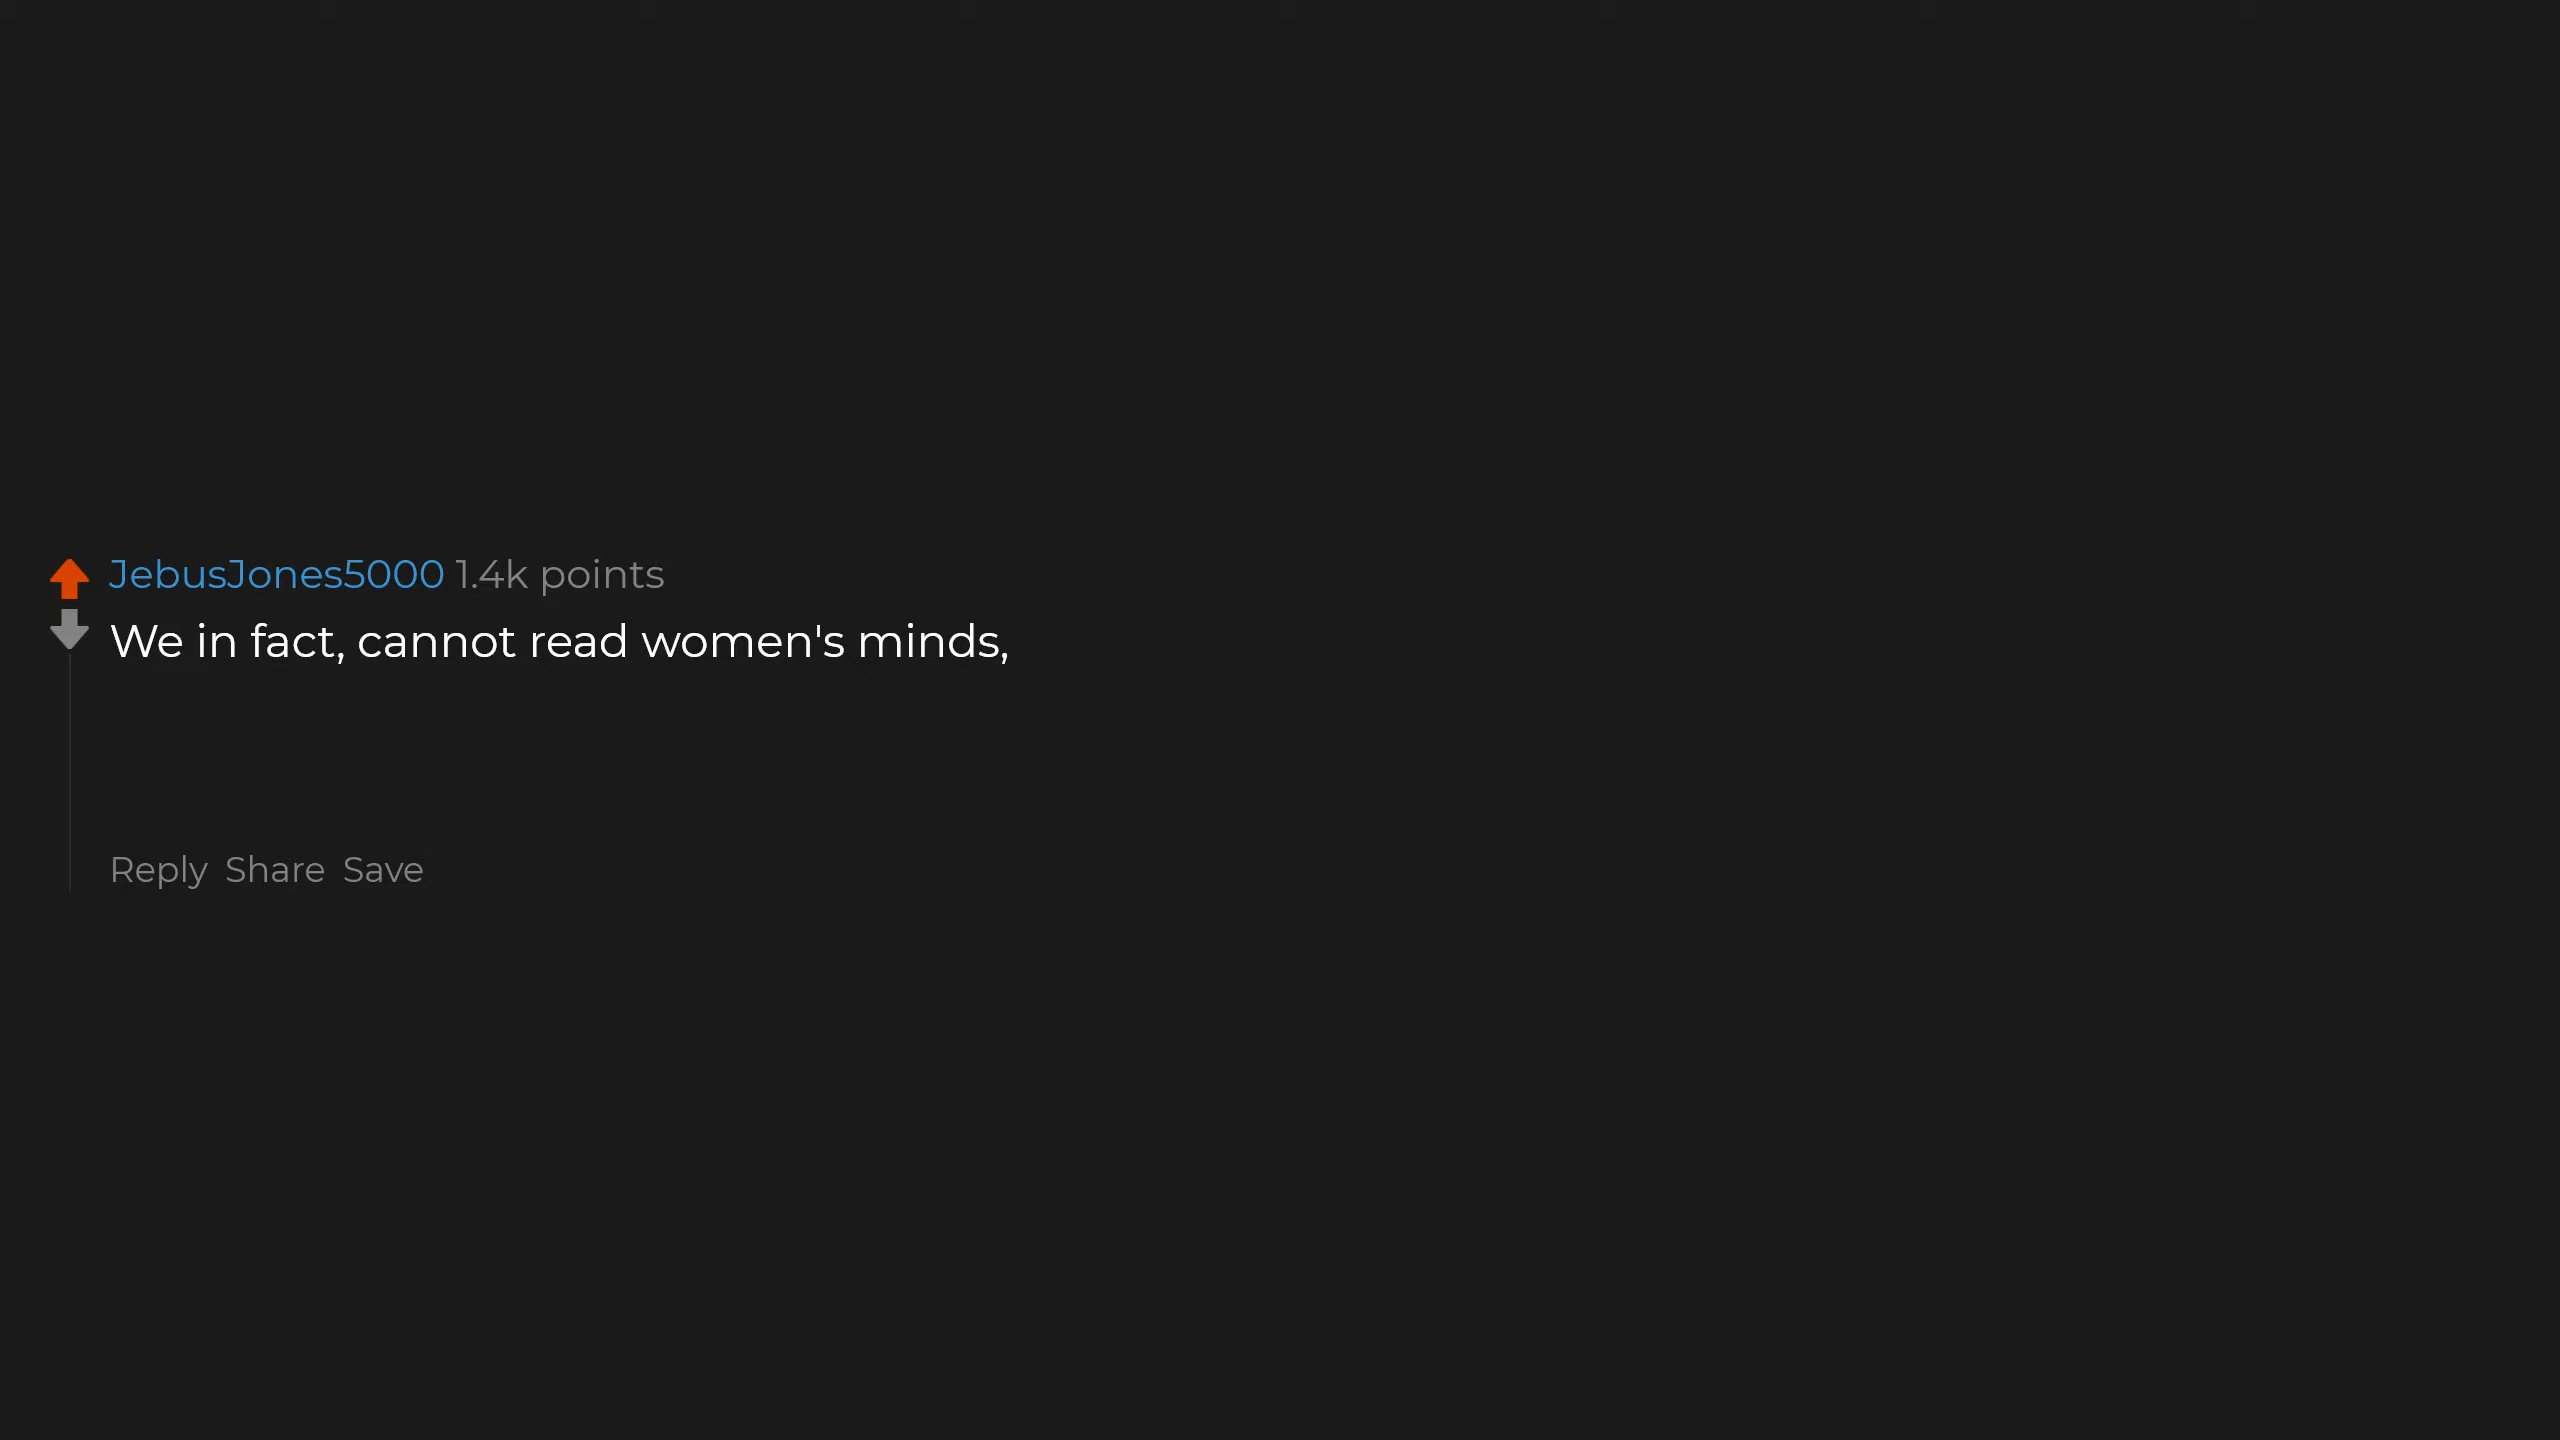 JebusJones5000 1.4k points
We in fact, cannot read women's minds,
Reply Share Save